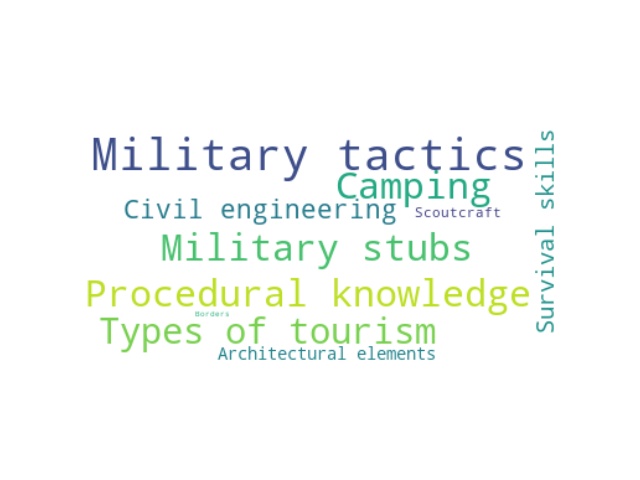 Military tactics
Camping
Survival skills
Civil engineering
Scoutcraft
Military stubs
Procedural knowledge
Borders
Types of tourism
Architectural elements